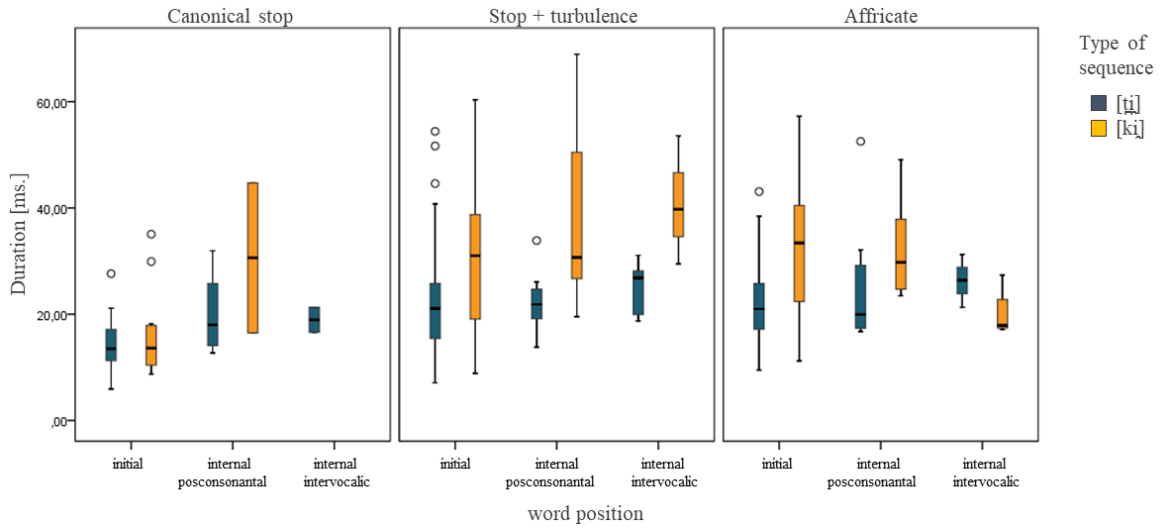 Canonical stop
Stop + turbulence
Affricate
Type of
sequence
[t̪i̯]
[ki̯]
Duration [ms.]
60,00
40,00
20,00
,00
initial
internal
posconsonantal
internal
intervocalic
initial
internal
posconsonantal
internal
intervocalic
initial
internal
posconsonantal
internal
intervocalic
word position